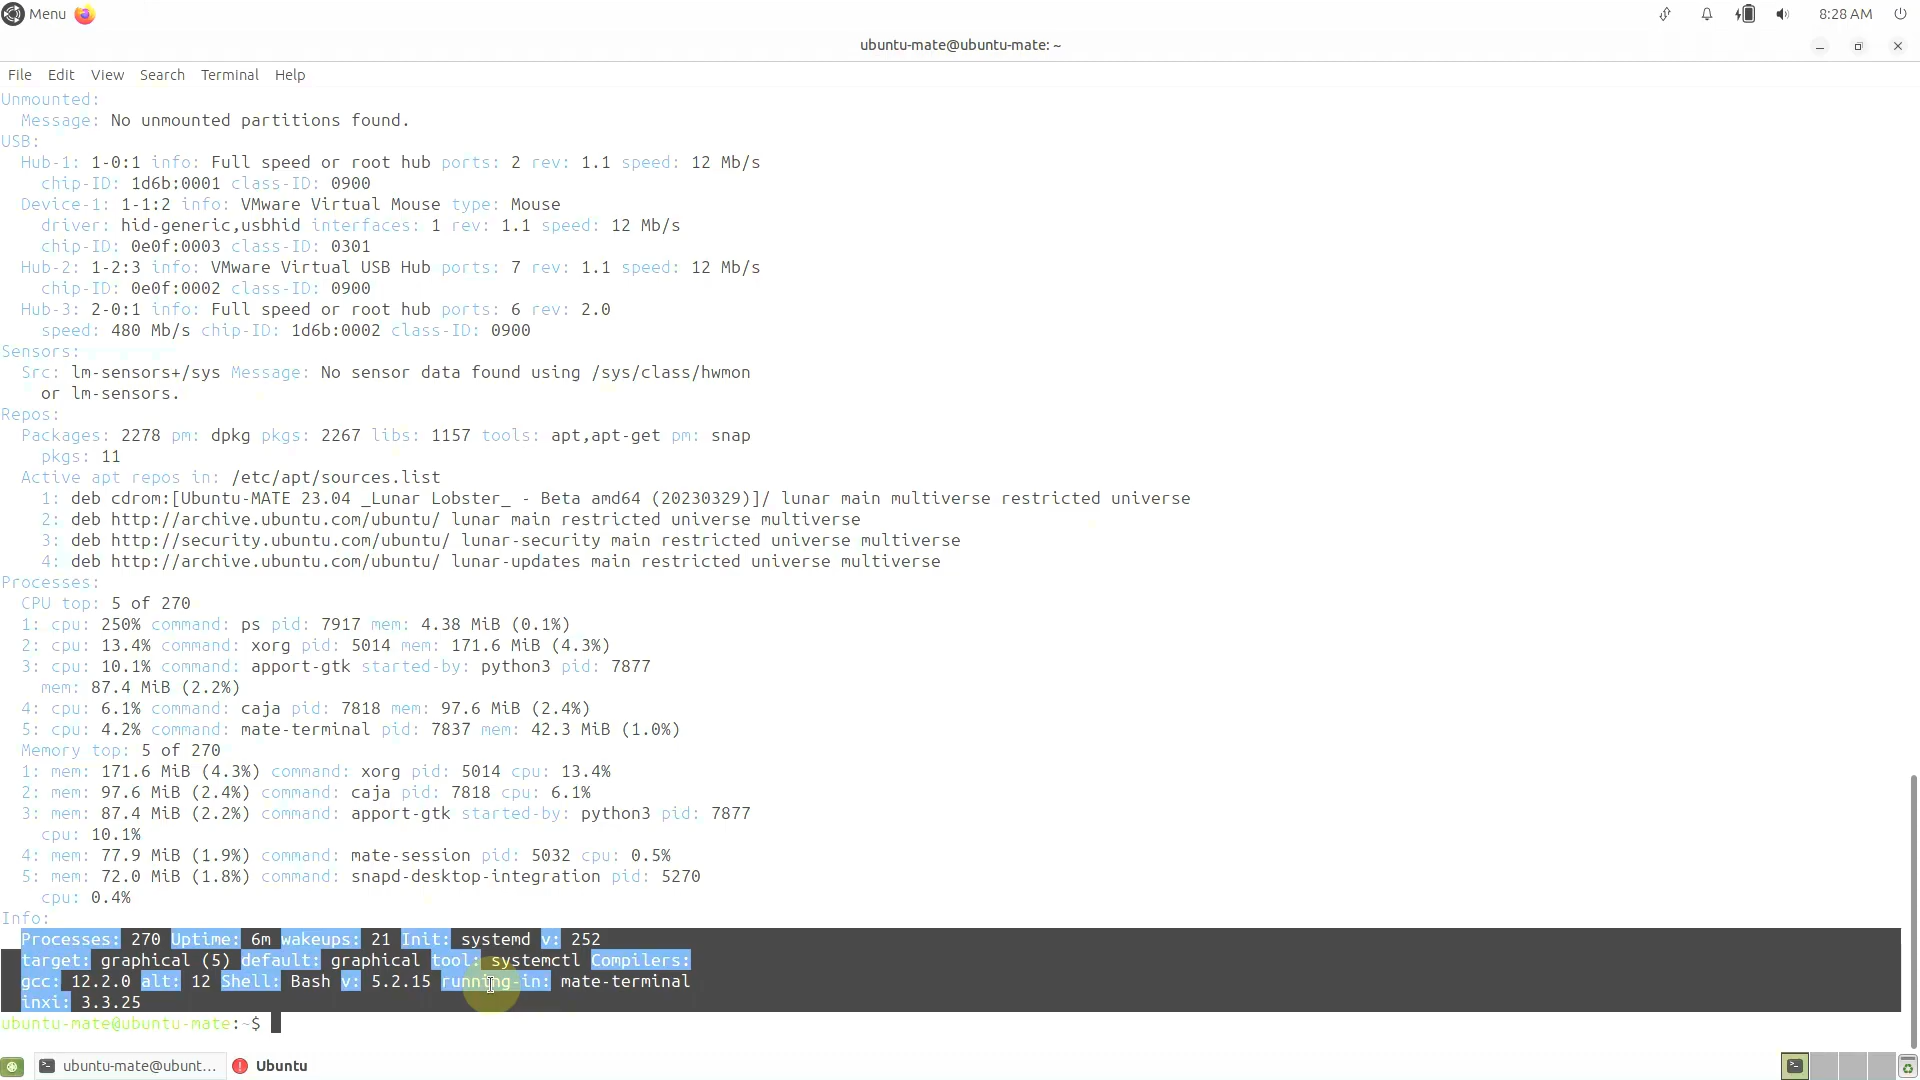 Menu 8:28 AM
ubuntu-mate@ubuntu-mate: ~
File Edit View Search Terminal Help
Unmounted:
Message: No unmounted partitions found.
USB:
Hub-1: 1-0:1 info: Full speed or root hub ports: 2 rev: 1.1 speed: 12 Mb/s
chip-ID: 1d6b:0001 class-ID: 0900
Device-1: 1-1:2 info: VMware Virtual Mouse type: Mouse
driver: hid-generic,usbhid interfaces: 1 rev: 1.1 speed: 12 Mb/s
chip-ID: 0e0f:0003 class-ID: 0301
Hub-2: 1-2:3 info: VMware Virtual USB Hub ports: 7 rev: 1.1 speed: 12 Mb/s
chip-ID: 0e0f:0002 class-ID: 0900
Hub-3: 2-0:1 info: Full speed or root hub ports: 6 rev: 2.0
speed: 480 Mb/s chip-ID: 1d6b:0002 class-ID: 0900
Sensors:
Src: lm-sensors+/sys Message: No sensor data found using /sys/class/hwmon
or lm-sensors.
Repos:
Packages: 2278 pm: dpkg pkgs: 2267 libs: 1157 tools: apt,apt-get pm: snap
pkgs: 11
Active apt repos in: /etc/apt/sources.list
1: deb cdrom:[Ubuntu-MATE 23.04 _Lunar Lobster_ - Beta amd64 (20230329)]/ lunar main multiverse restricted universe
2: deb http://archive.ubuntu.com/ubuntu/ lunar main restricted universe multiverse
3: deb http://security.ubuntu.com/ubuntu/ lunar-security main restricted universe multiverse
4: deb http://archive.ubuntu.com/ubuntu/ lunar-updates main restricted universe multiverse
Processes:
CPU top: 5 of 270
1: cpu: 250% command: ps pid: 7917 mem: 4.38 MiB (0.1%)
2: cpu: 13.4% command: xorg pid: 5014 mem: 171.6 MiB (4.3%)
3: cpu: 10.1% command: apport-gtk started-by: python3 pid: 7877
mem: 87.4 MiB (2.2%)
4: cpu: 6.1% command: caja pid: 7818 mem: 97.6 MiB (2.4%)
5: cpu: 4.2% command: mate-terminal pid: 7837 mem: 42.3 MiB (1.0%)
Memory top: 5 of 270
1: mem: 171.6 MiB (4.3%) command: xorg pid: 5014 cpu: 13.4%
2: mem: 97.6 MiB (2.4%) command: caja pid: 7818 cpu: 6.1%
3: mem: 87.4 MiB (2.2%) command: apport-gtk started-by: python3 pid: 7877
cpu: 10.1%
4: mem: 77.9 MiB (1.9%) command: mate-session pid: 5032 cpu: 0.5%
5: mem: 72.0 MiB (1.8%) command: snapd-desktop-integration pid: 5270
cpu: 0.4%
Info:
Processes: 270 Uptime: 6m wakeups: 21 Init: systemd v: 252
target: graphical (5) default: graphical tool: systemctl Compilers:
gcc: 12.2.0 alt: 12 Shell: Bash v: 5.2.15 running-in: mate-terminal
inxi: 3.3.25
ubuntu-mate@ubuntu-mate:~$
ubuntu-mate@ubunt... Ubuntu